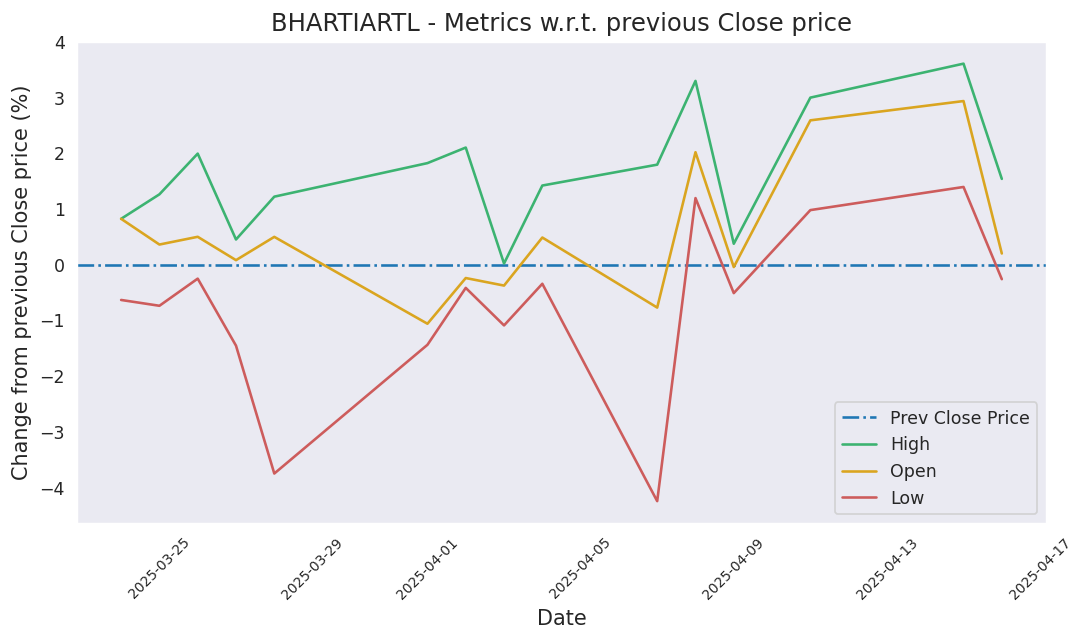 BHARTIARTL - Metrics w.r.t. previous Close price
Change from previous Close price (%)
4
3
2
1
0
−1
−2
−3
−4
Prev Close Price
High
Open
Low
2025-03-25
2025-03-29
2025-04-01
2025-04-05
2025-04-09
2025-04-13
2025-04-17
Date